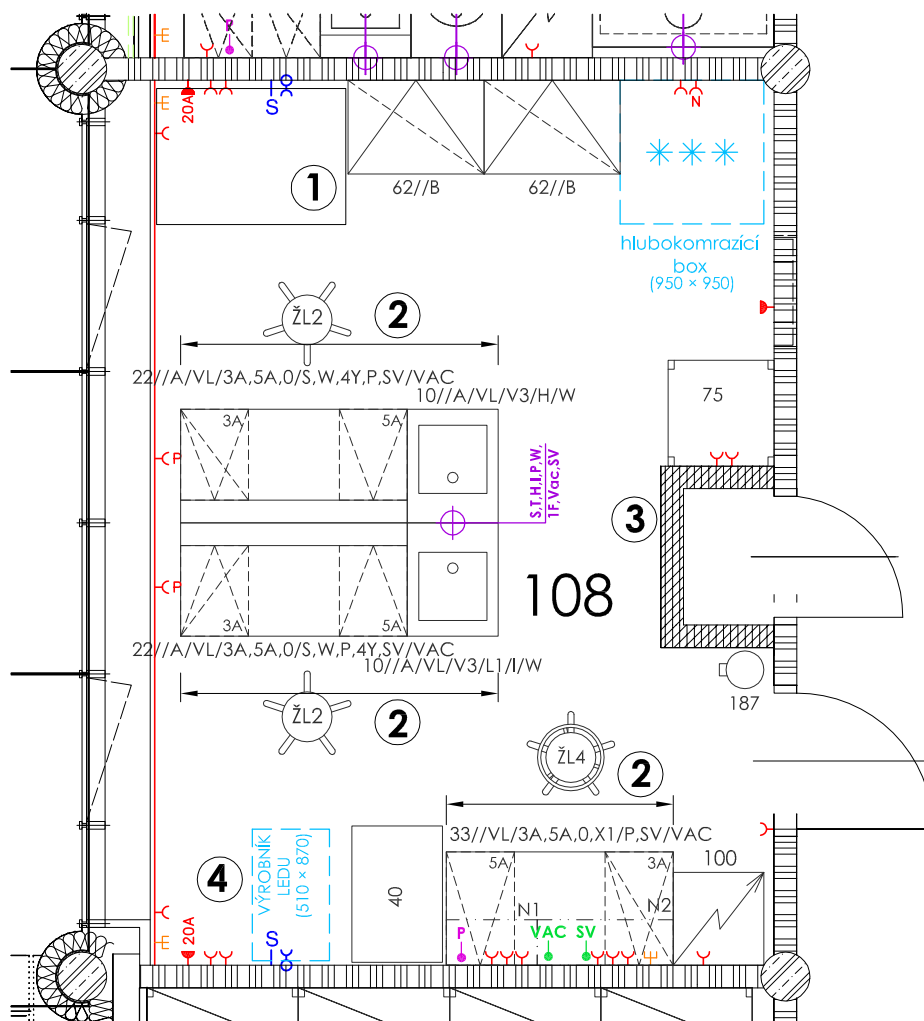 P
E
E
20A
S
N
1
62//B
62//B
hlubokomrazící
box
(950 × 950)
ŽL2
2
22//A/VL/3A,5A,0/S,W,4Y,P,SV/VAC
10//A/VL/V3/H/W
75
3A
5A
P
S,T,H,I,P,W,
1F,Vac,SV
3
108
P
3A
5A
22//A/VL/3A,5A,0/S,W,P,4Y,SV/VAC
10//A/VL/V3/L1/I/W
187
ŽL2
2
ŽL4
2
33//VL/3A,5A,0,X1/P,SV/VAC
4
VÝROBNÍK
LEDU
(510 × 870)
40
5A
3A
100
N1
N2
E
20A
S
P
VAC
SV
E